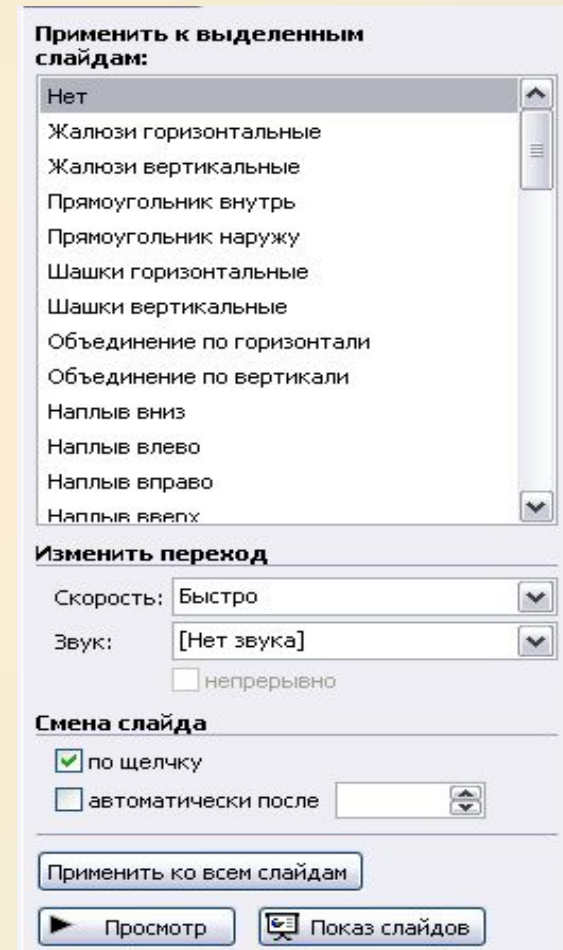 Применить к выделенным
слайдам:
Нет
Жалюзи горизонтальные
Жалюзи вертикальные
Прямоугольник внутрь
Прямоугольник наружу
Шашки горизонтальные
Шашки вертикальные
Объединение по горизонтали
Объединение по вертикали
Наплыв вниз
Наплыв влево
Наплыв вправо
Наплыв вверх
Изменить переход
Скорость: Быстро
Звук: [Нет звука]
непрерывно
Смена слайда
по щелчку
автоматически после
Применить ко всем слайдам
Просмотр Показ слайдов